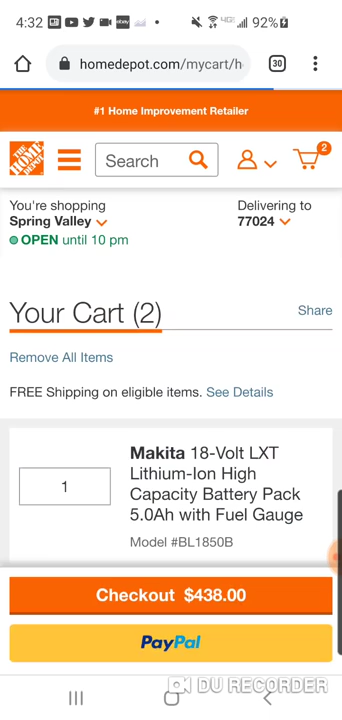 4:32 ebay 4G 92%
homedepot.com/mycart/h 30
#1 Home Improvement Retailer
THE HOME DEPOT Search 2
You're shopping Delivering to
Spring Valley 77024
OPEN until 10 pm
Your Cart (2) Share
Remove All Items
FREE Shipping on eligible items. See Details
1
Makita 18-Volt LXT
Lithium-Ion High
Capacity Battery Pack
5.0Ah with Fuel Gauge
Model #BL1850B
Checkout $438.00
PayPal
DU RECORDER